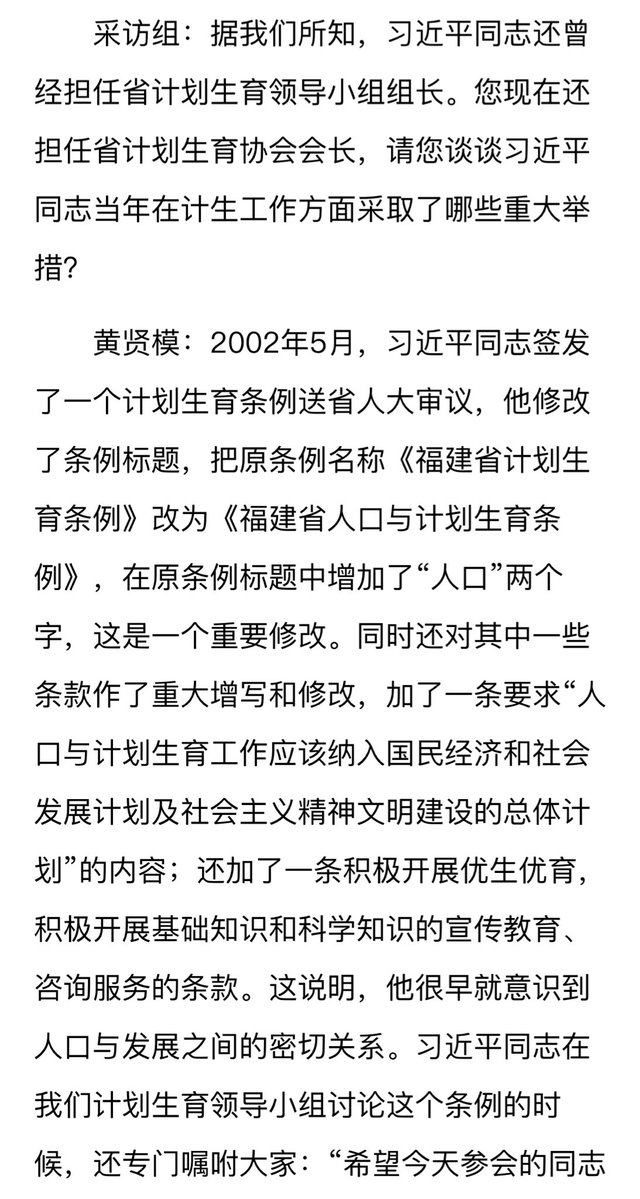 采访组：据我们所知，习近平同志还曾
经担任省计划生育领导小组组长。您现在还
担任省计划生育协会会长，请您谈谈习近平
同志当年在计生工作方面采取了哪些重大举
措？
黄贤模：2002年5月，习近平同志签发
了一个计划生育条例送省人大审议，他修改
了条例标题，把原条例名称《福建省计划生
育条例》改为《福建省人口与计划生育条
例》，在原条例标题中增加了“人口”两个
字，这是一个重要修改。同时还对其中一些
条款作了重大增写和修改，加了一条要求“人
口与计划生育工作应该纳入国民经济和社会
发展计划及社会主义精神文明建设的总体计
划”的内容；还加了一条积极开展优生优育，
积极开展基础知识和科学知识的宣传教育、
咨询服务的条款。这说明，他很早就意识到
人口与发展之间的密切关系。习近平同志在
我们计划生育领导小组讨论这个条例的时
候，还专门嘱咐大家：“希望今天参会的同志